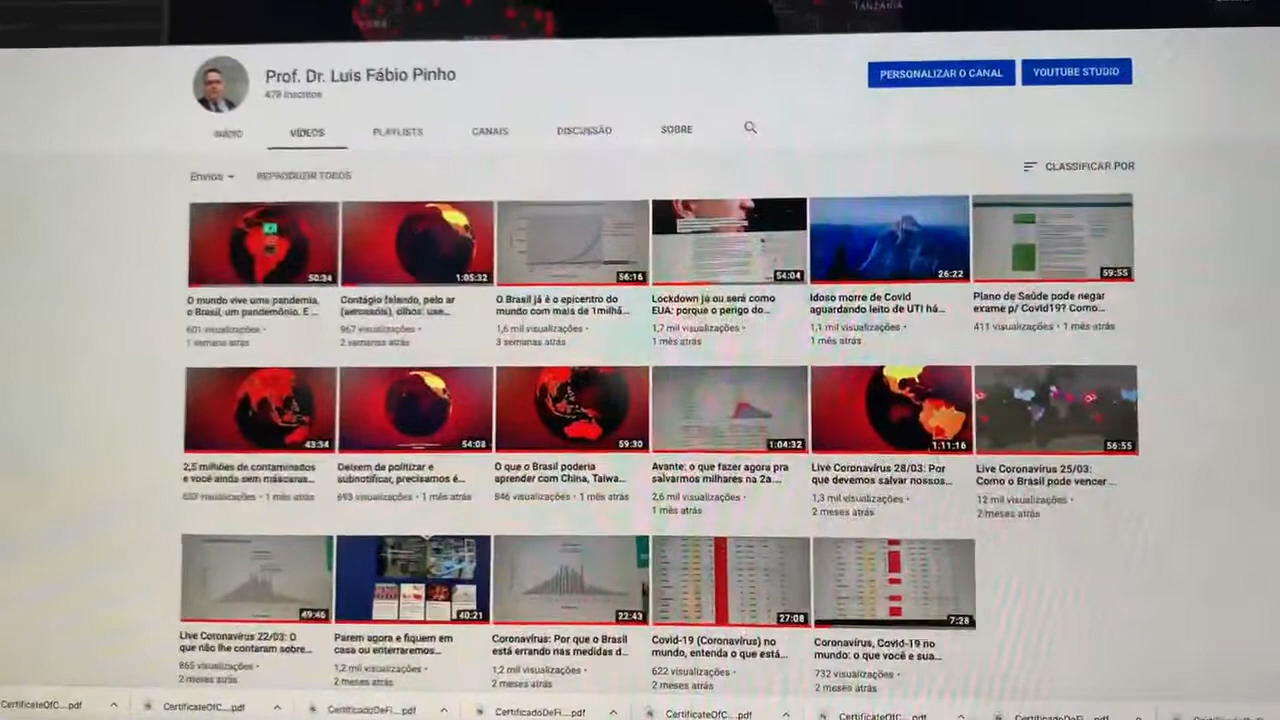 TANZANIA
Prof. Dr. Luis Fábio Pinho
479 inscritos
PERSONALIZAR O CANAL
YOUTUBE STUDIO
INÍCIO VÍDEOS PLAYLISTS CANAIS DISCUSSÃO SOBRE
Envios REPRODUZIR TODOS
CLASSIFICAR POR
50:34 1:05:32 56:16 54:04 26:22 59:55
O mundo vive uma pandemia,
o Brasil, um pandemônio. E ...
601 visualizações •
1 semana atrás
Contágio falando, pelo ar
(aerossóis), olhos: use...
967 visualizações •
2 semanas atrás
O Brasil já é o epicentro do
mundo com mais de 1milhã...
1,6 mil visualizações •
3 semanas atrás
Lockdown já ou será como
EUA: porque o perigo do...
1,7 mil visualizações •
1 mês atrás
Idoso morre de Covid
aguardando leito de UTI há...
1,1 mil visualizações •
1 mês atrás
Plano de Saúde pode negar
exame p/ Covid19? Como...
411 visualizações • 1 mês atrás
43:34 54:08 59:30 1:04:32 1:11:16 56:55
2,5 milhões de contaminados
e você ainda sem máscaras...
visualizações • 1 mês atrás
Deixem de politizar e
subnotificar, precisamos é...
693 visualizações • 1 mês atrás
O que o Brasil poderia
aprender com China, Taiwa...
846 visualizações • 1 mês atrás
Avante: o que fazer agora pra
salvarmos milhares na 2a....
2,6 mil visualizações •
1 mês atrás
Live Coronavírus 28/03: Por
que devemos salvar nossos...
1,3 mil visualizações •
2 meses atrás
Live Coronavírus 25/03:
Como o Brasil pode vencer ...
12 mil visualizações •
2 meses atrás
49:46 40:21 22:43 27:08 7:28
Live Coronavírus 22/03: O
que não lhe contaram sobre...
865 visualizações •
2 meses atrás
Parem agora e fiquem em
casa ou enterraremos...
1,2 mil visualizações •
2 meses atrás
Coronavírus: Por que o Brasil
está errando nas medidas d...
1,2 mil visualizações •
2 meses atrás
Covid-19 (Coronavírus) no
mundo, entenda o que está...
622 visualizações •
2 meses atrás
Coronavírus, Covid-19 no
mundo: o que você e sua...
732 visualizações •
2 meses atrás
CertificateOfC....pdf CertificateOfC....pdf CertificadoDeFi....pdf CertificadoDeFi....pdf CertificateOfC....pdf CertificateOfC....pdf CertificadoDeFi....pdf